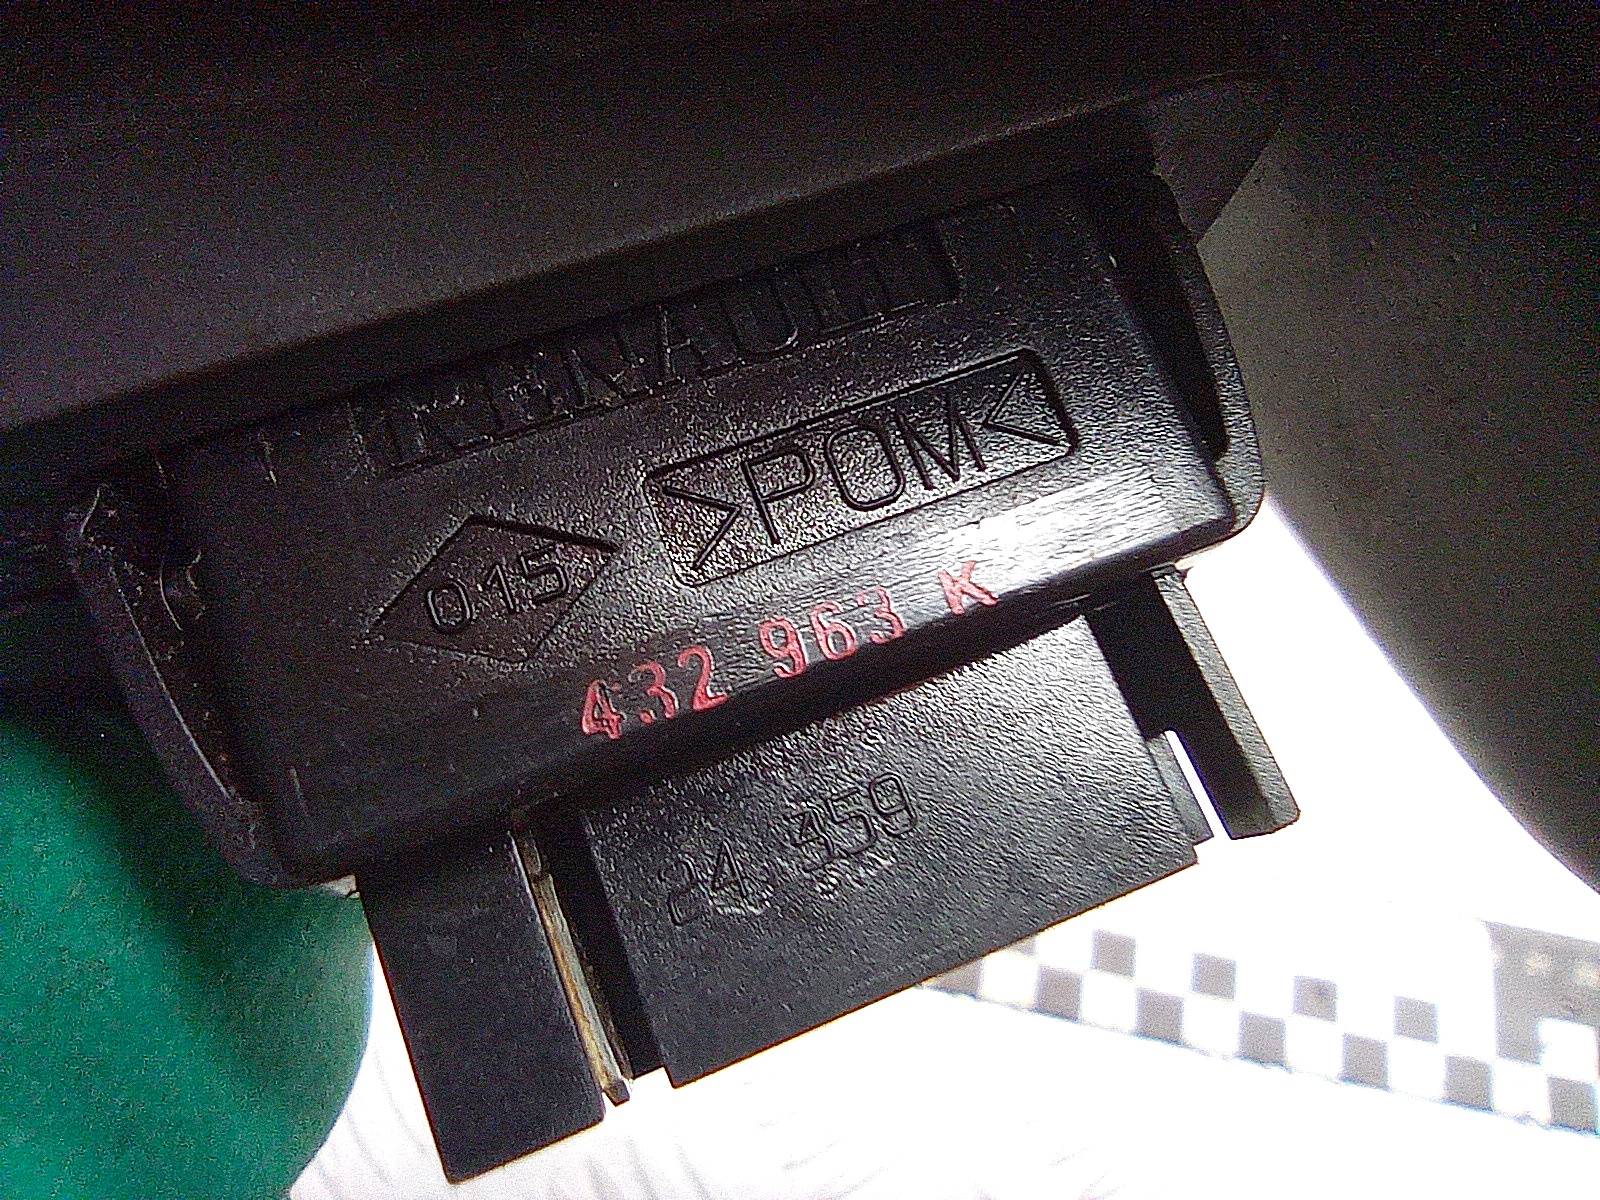 RENAULT
>POM<
015
432 963 K
24 359